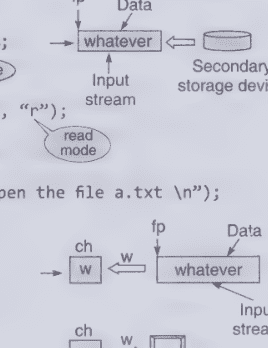 fp Data
;
whatever
Input
stream
Secondary
storage devi
, "r");
read
mode
pen the file a.txt \n");
fp Data
ch w
w
whatever
Inpu
strea
ch w